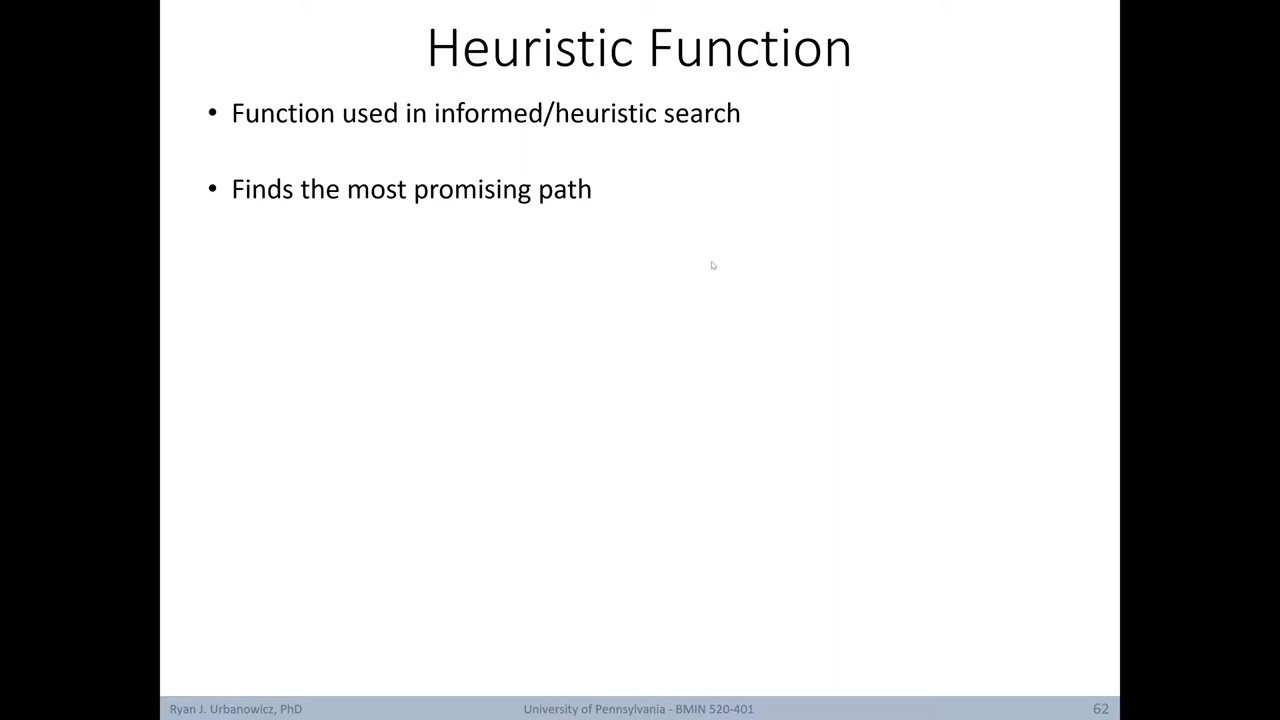 Heuristic Function
• Function used in informed/heuristic search
• Finds the most promising path
Ryan J. Urbanowicz, PhD
University of Pennsylvania - BMIN 520-401
62